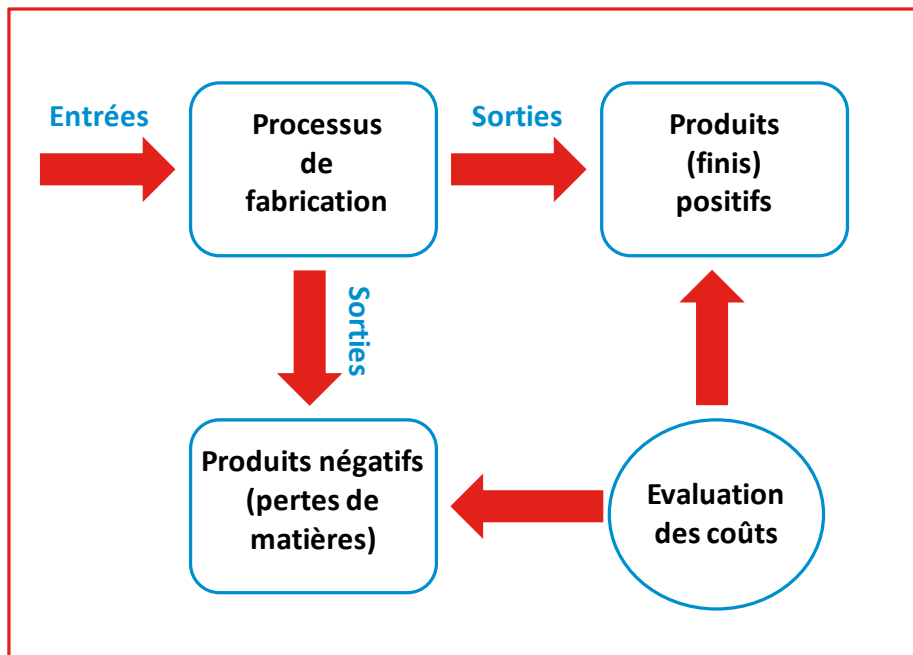 Entrées
Processus
de
fabrication
Sorties
Produits
(finis)
positifs
Sorties
Produits négatifs
(pertes de
matières)
Evaluation
des coûts